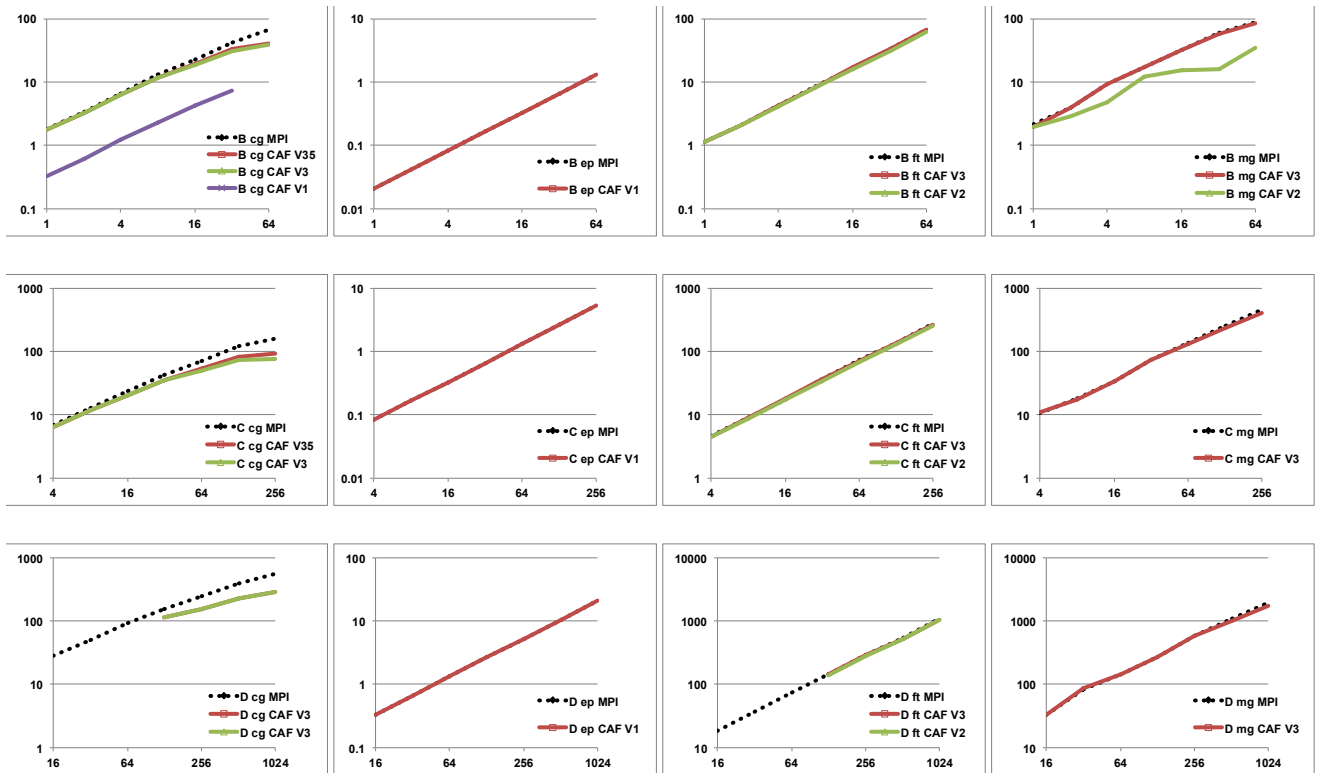 100
10
1
0.1
1 4 16 64
B cg MPI
B cg CAF V35
B cg CAF V3
B cg CAF V1
10
1
0.1
0.01
1 4 16 64
B ep MPI
B ep CAF V1
100
10
1
0.1
1 4 16 64
B ft MPI
B ft CAF V3
B ft CAF V2
100
10
1
0.1
1 4 16 64
B mg MPI
B mg CAF V3
B mg CAF V2
1000
100
10
1
4 16 64 256
C cg MPI
C cg CAF V35
C cg CAF V3
10
1
0.1
0.01
4 16 64 256
C ep MPI
C ep CAF V1
1000
100
10
1
4 16 64 256
C ft MPI
C ft CAF V3
C ft CAF V2
1000
100
10
1
4 16 64 256
C mg MPI
C mg CAF V3
1000
100
10
1
16 64 256 1024
D cg MPI
D cg CAF V3
D cg CAF V3
100
10
1
0.1
16 64 256 1024
D ep MPI
D ep CAF V1
10000
1000
100
10
16 64 256 1024
D ft MPI
D ft CAF V3
D ft CAF V2
10000
1000
100
10
16 64 256 1024
D mg MPI
D mg CAF V3